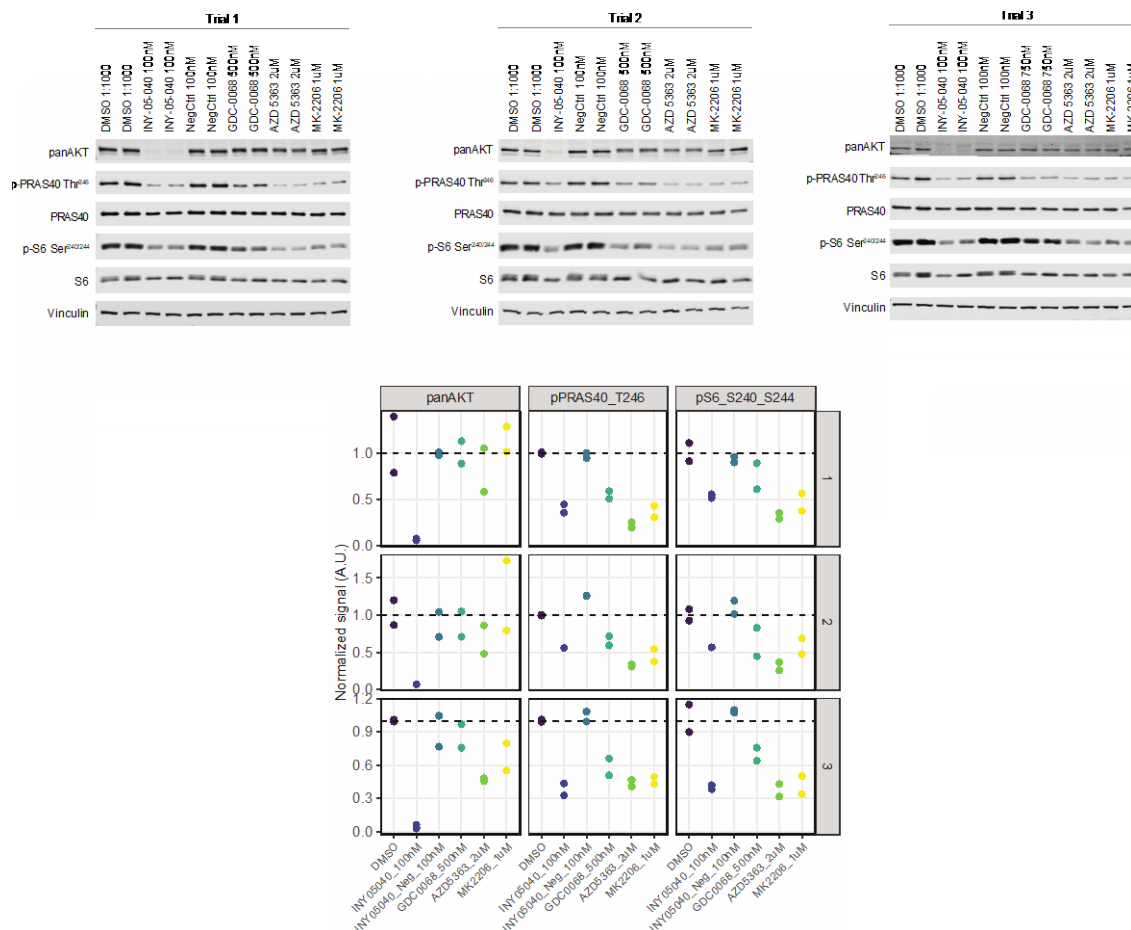 Trial 1
Trial 2
Trial 3
DMSO 1:1000
DMSO 1:1000
INY-05-040 100nM
INY-05-040 100nM
NegCtrl 100nM
NegCtrl 100nM
GDC-0068 500nM
GDC-0068 500nM
AZD 5363 2uM
AZD 5363 2uM
MK-2206 1uM
MK-2206 1uM
DMSO 1:1000
DMSO 1:1000
INY-05-040 100nM
NegCtrl 100nM
NegCtrl 100nM
GDC-0068 500nM
GDC-0068 500nM
AZD 5363 2uM
AZD 5363 2uM
MK-2206 1uM
MK-2206 1uM
DMSO 1:1000
DMSO 1:1000
INY-05-040 100nM
INY-05-040 100nM
NegCtrl 100nM
NegCtrl 100nM
GDC-0068 750nM
GDC-0068 750nM
AZD 5363 2uM
AZD 5363 2uM
MK-2206 1uM
MK-2206 1uM
panAKT
p-PRAS40 Thr246
PRAS40
p-S6 Ser240/244
S6
Vinculin
panAKT
p-PRAS40 Thr246
PRAS40
p-S6 Ser240/244
S6
Vinculin
panAKT
p-PRAS40 Thr246
PRAS40
p-S6 Ser240/244
S6
Vinculin
panAKT pPRAS40_T246 pS6_S240_S244
1.0
0.5
0.0
1
1.5
1.0
0.5
0.0
2
1.2
0.9
0.6
0.3
0.0
3
Normalized signal (A.U.)
DMSO
INY05040_100nM
INY05040_Neg_100nM
GDC0068_500nM
AZD5363_2uM
MK2206_1uM
DMSO
INY05040_100nM
INY05040_Neg_100nM
GDC0068_500nM
AZD5363_2uM
MK2206_1uM
DMSO
INY05040_100nM
INY05040_Neg_100nM
GDC0068_500nM
AZD5363_2uM
MK2206_1uM